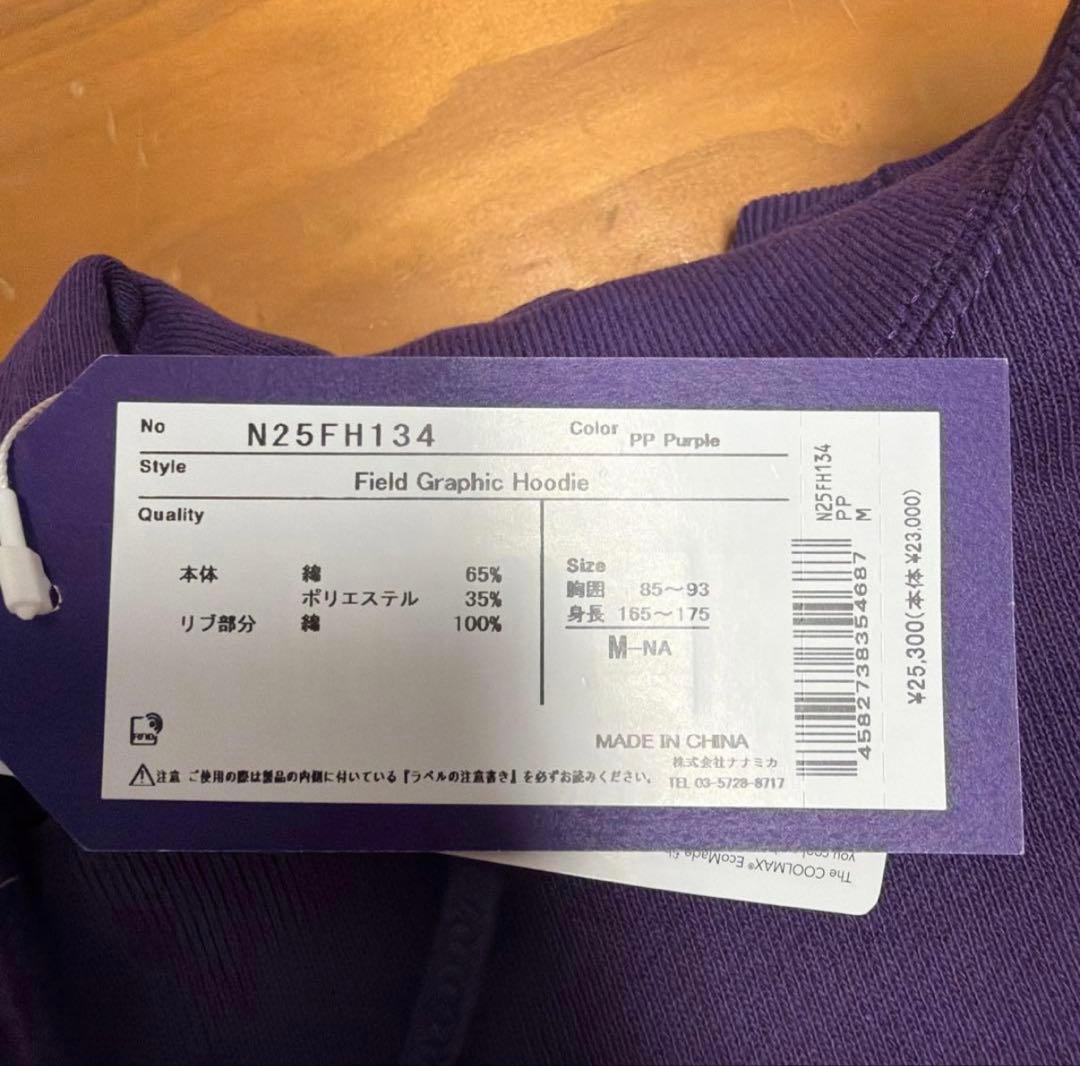 No N25FH134 Color PP Purple
Style Field Graphic Hoodie
Quality
本体 綿 65%
ポリエステル 35%
リブ部分 綿 100%
Size
胸囲 85～93
身長 165～175
M-NA
RFID
MADE IN CHINA
株式会社ナナミカ
TEL 03-5728-8717
注意 ご使用の際は製品の内側に付いている『ラベルの注意書き』を必ずお読みください。
N25FH134
PP
M
4582738354687
¥25,300(本体 ¥23,000)
The COOLMAX® EcoMade
you cool